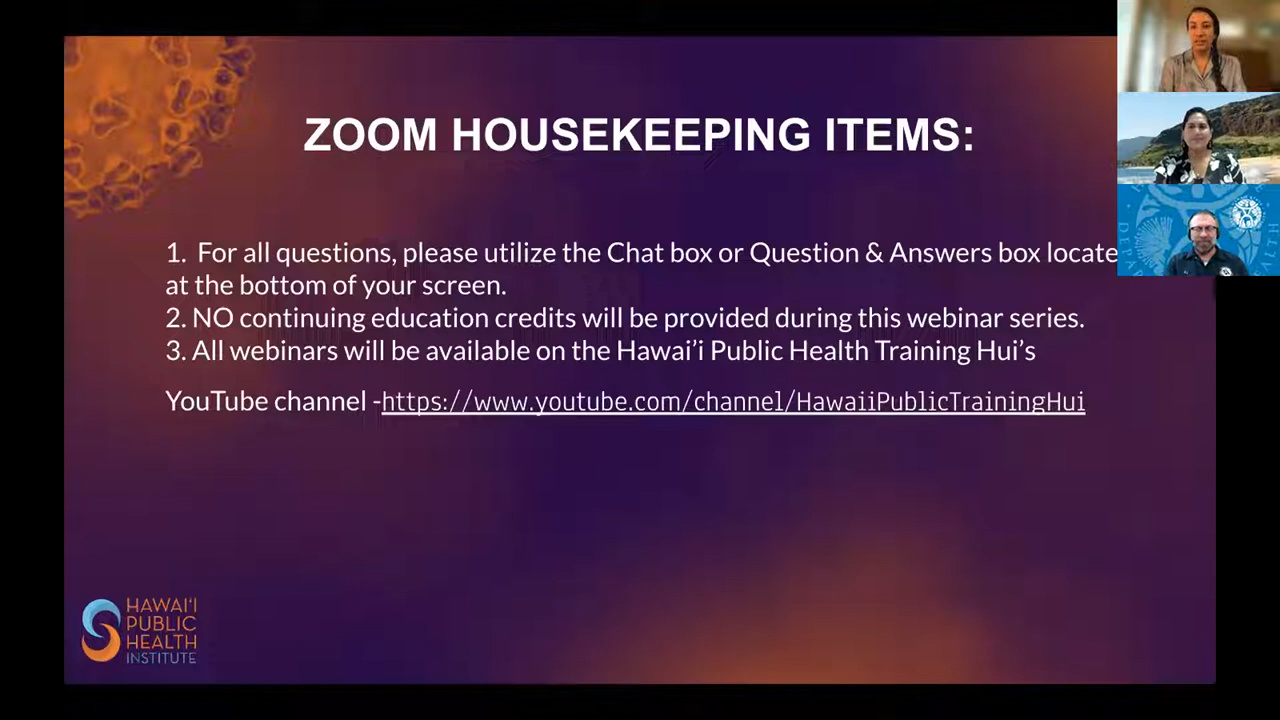 ZOOM HOUSEKEEPING ITEMS:
1. For all questions, please utilize the Chat box or Question & Answers box locate
at the bottom of your screen.
2. NO continuing education credits will be provided during this webinar series.
3. All webinars will be available on the Hawai’i Public Health Training Hui’s
YouTube channel -https://www.youtube.com/channel/HawaiiPublicTrainingHui
HAWAI‘I
PUBLIC
HEALTH
INSTITUTE